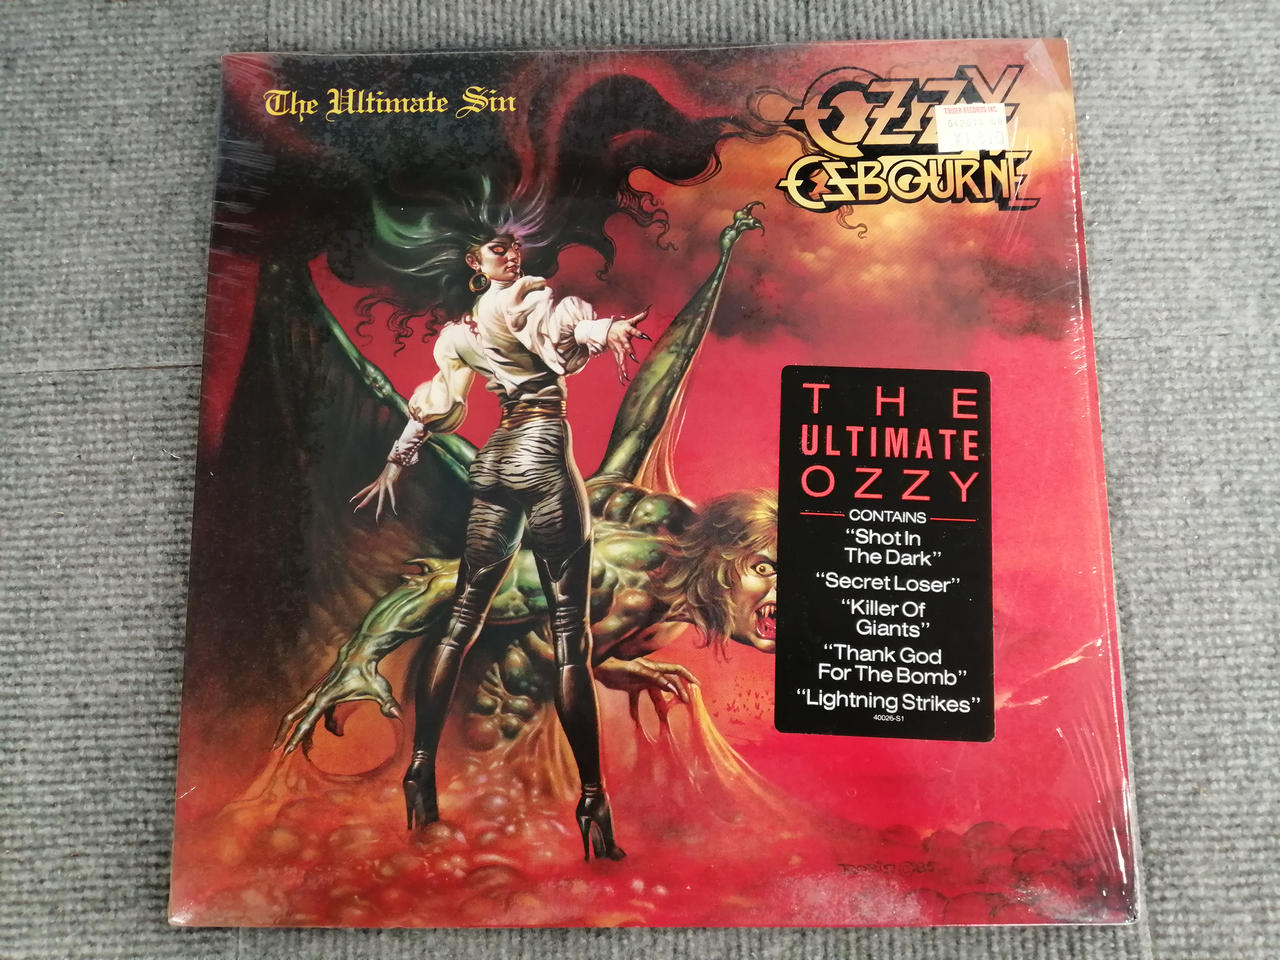 The Ultimate Sin
OZZY
OSBOURNE
TOWER RECORDS INC.
THE
ULTIMATE
OZZY
CONTAINS
“Shot In
The Dark”
“Secret Loser”
“Killer Of
Giants”
“Thank God
For The Bomb”
“Lightning Strikes”
40026-S1